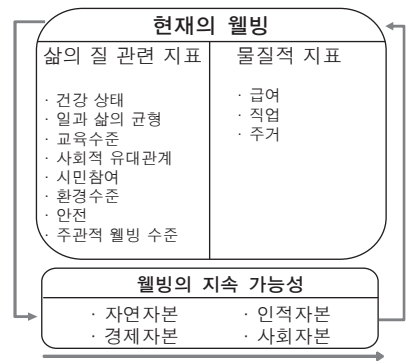 현재의 웰빙
삶의 질 관련 지표
· 건강 상태
· 일과 삶의 균형
· 교육수준
· 사회적 유대관계
· 시민참여
· 환경수준
· 안전
· 주관적 웰빙 수준
물질적 지표
· 급여
· 직업
· 주거
웰빙의 지속 가능성
· 자연자본 · 인적자본
· 경제자본 · 사회자본